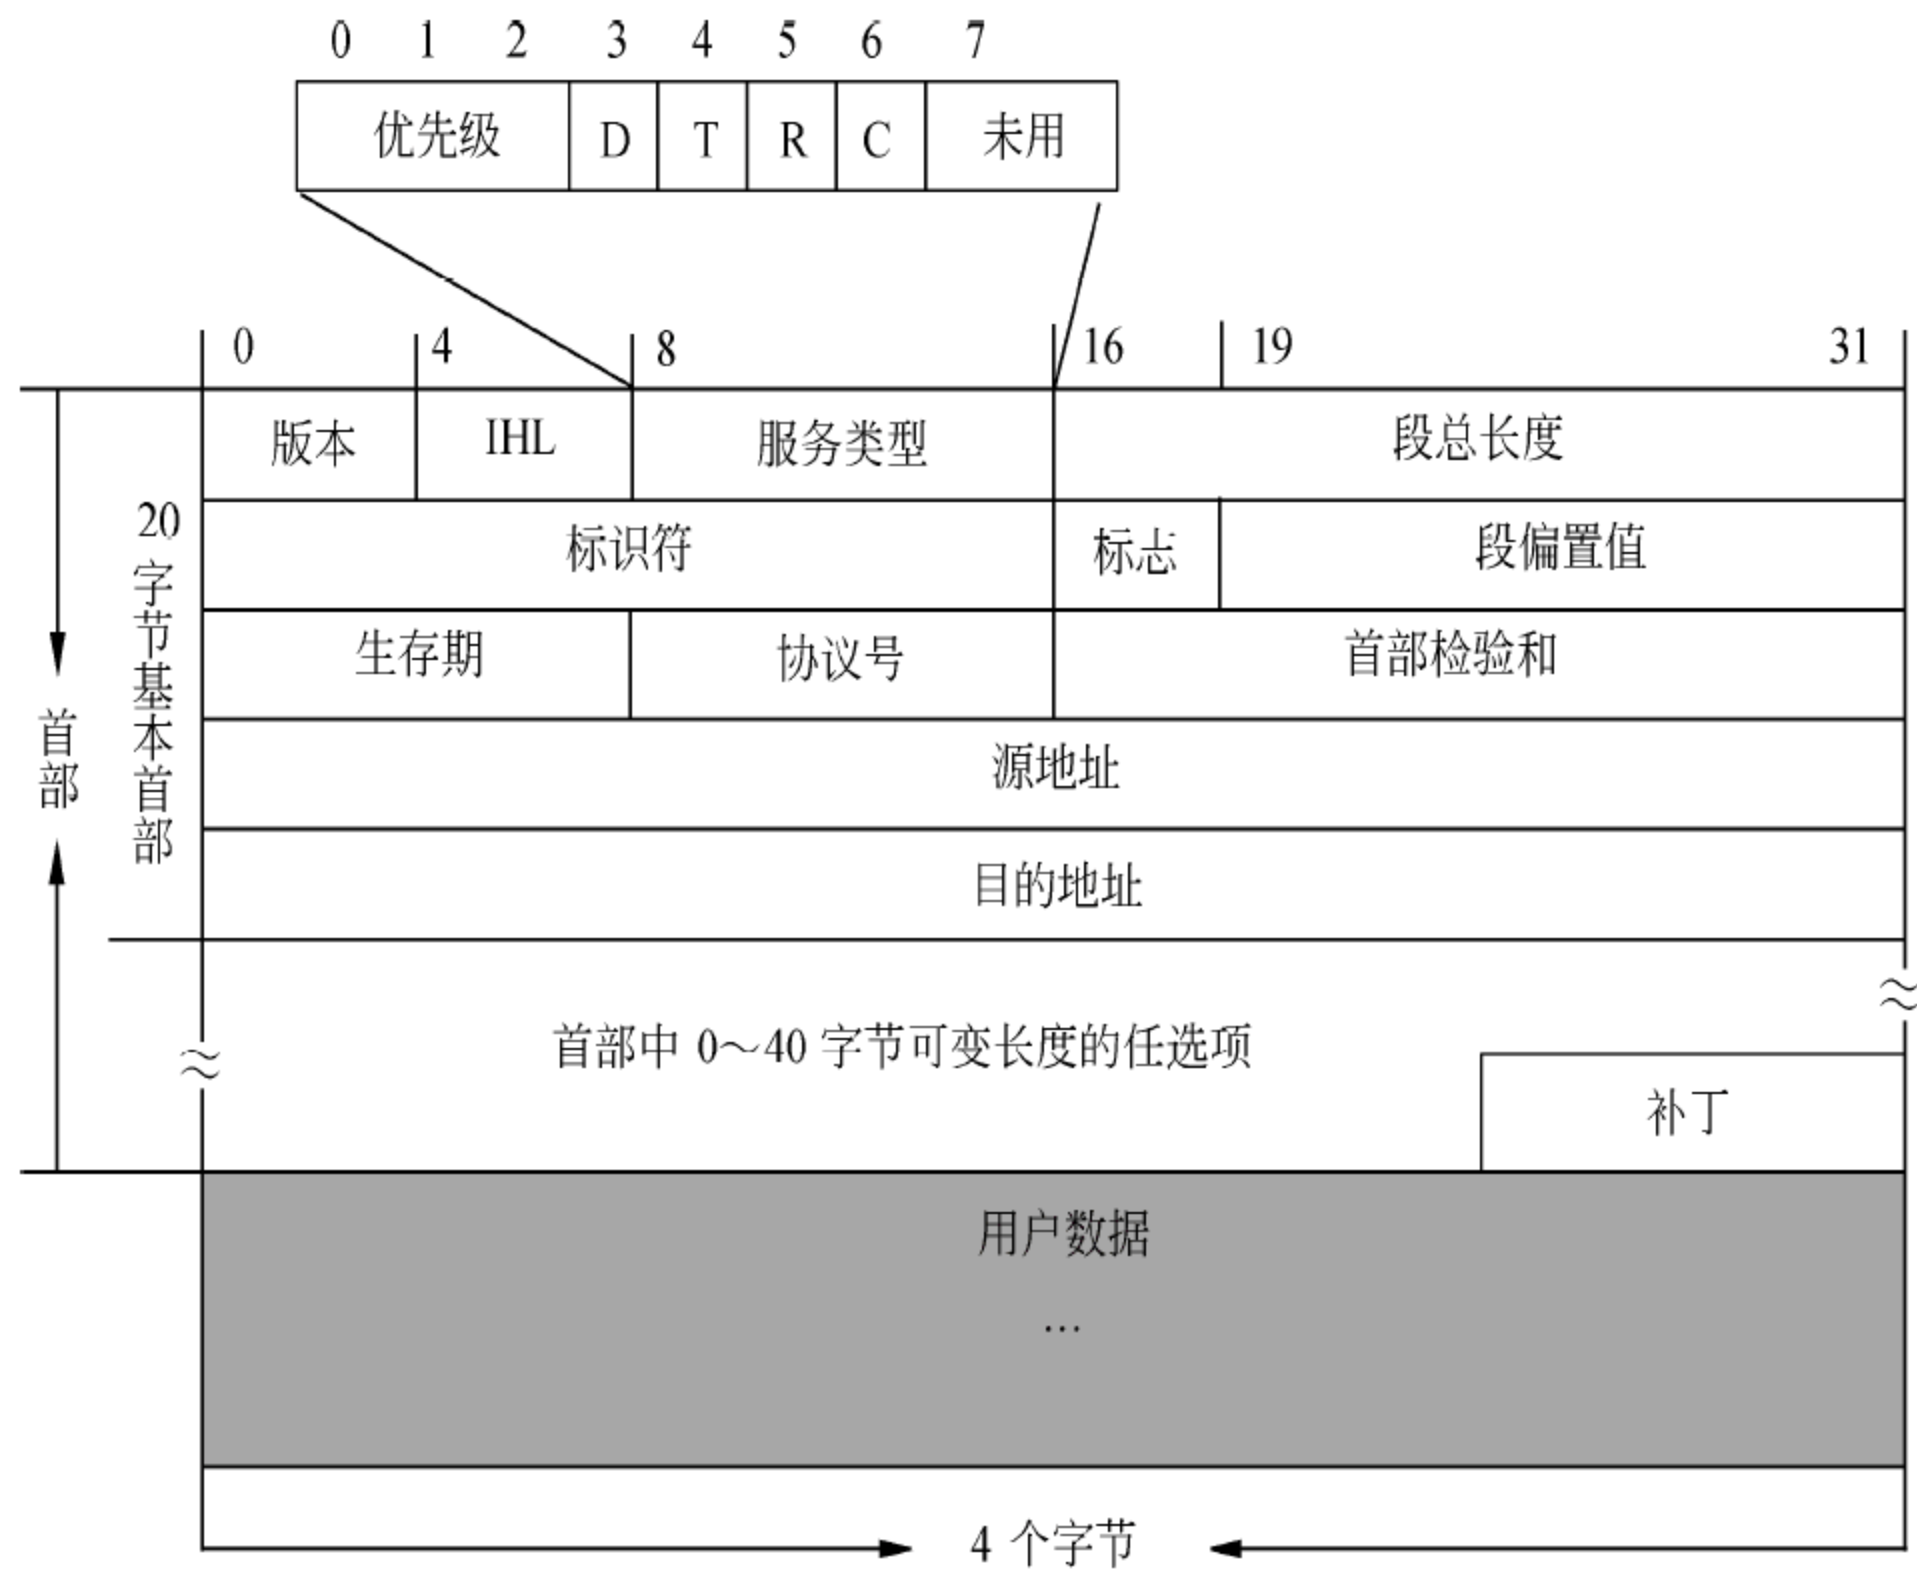 0 1 2 3 4 5 6 7
优先级 D T R C 未用
0 4 8 16 19 31
版本 IHL 服务类型 段总长度
标识符 标志 段偏置值
生存期 协议号 首部检验和
源地址
目的地址
20字节基本首部
首部
首部中 0～40 字节可变长度的任选项
补丁
用户数据
…
4 个字节